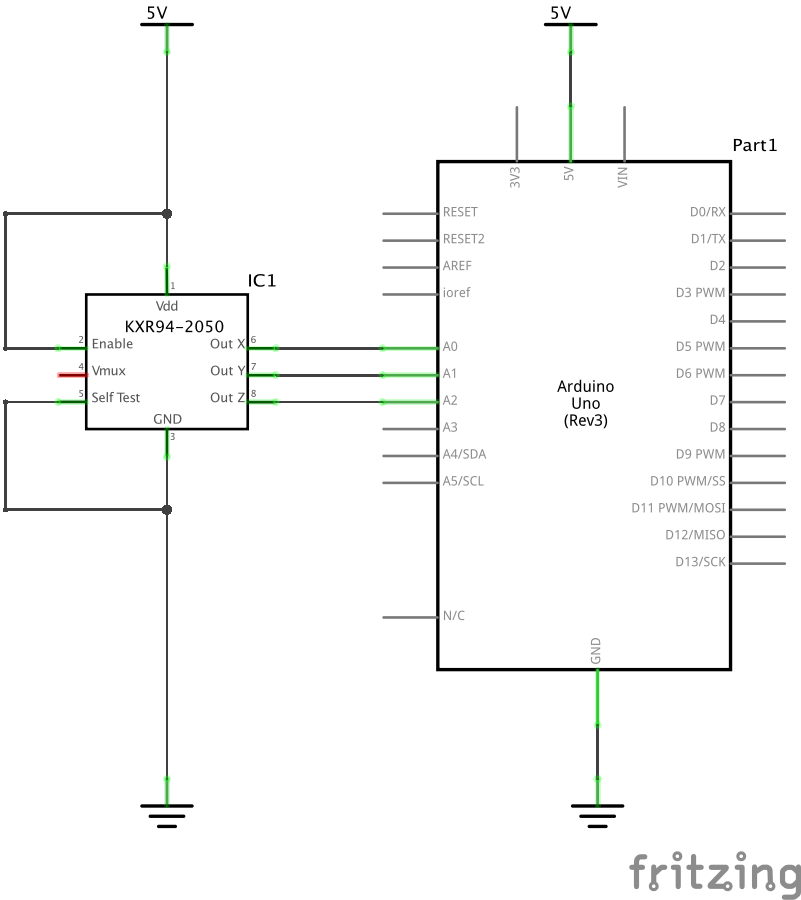 5V
5V
Part1
3V3
5V
VIN
RESET
D0/RX
RESET2
D1/TX
AREF
D2
IC1
1
ioref
D3 PWM
Vdd
KXR94-2050
D4
2
Enable
Out X
6
A0
D5 PWM
4
Vmux
Out Y
7
A1
D6 PWM
Arduino
Uno
(Rev3)
5
Self Test
Out Z
8
A2
D7
GND
3
A3
D8
A4/SDA
D9 PWM
A5/SCL
D10 PWM/SS
D11 PWM/MOSI
D12/MISO
D13/SCK
N/C
GND
fritzing